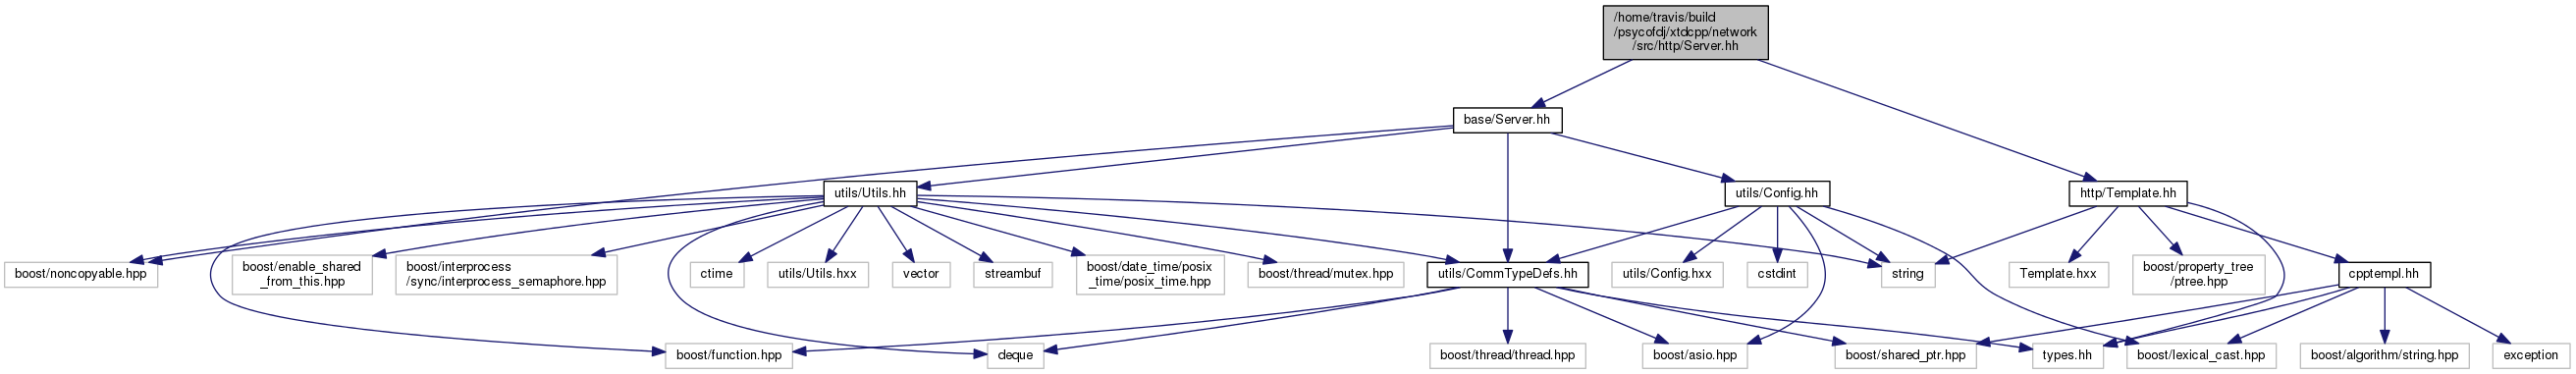 /home/travis/build
/psycofdj/xtdcpp/network
/src/http/Server.hh
base/Server.hh
utils/Utils.hh
utils/Config.hh
http/Template.hh
boost/noncopyable.hpp
boost/enable_shared
_from_this.hpp
boost/interprocess
/sync/interprocess_semaphore.hpp
ctime
utils/Utils.hxx
vector
streambuf
boost/date_time/posix
_time/posix_time.hpp
boost/thread/mutex.hpp
utils/CommTypeDefs.hh
utils/Config.hxx
cstdint
string
Template.hxx
boost/property_tree
/ptree.hpp
cpptempl.hh
boost/function.hpp
deque
boost/thread/thread.hpp
boost/asio.hpp
boost/shared_ptr.hpp
types.hh
boost/lexical_cast.hpp
boost/algorithm/string.hpp
exception